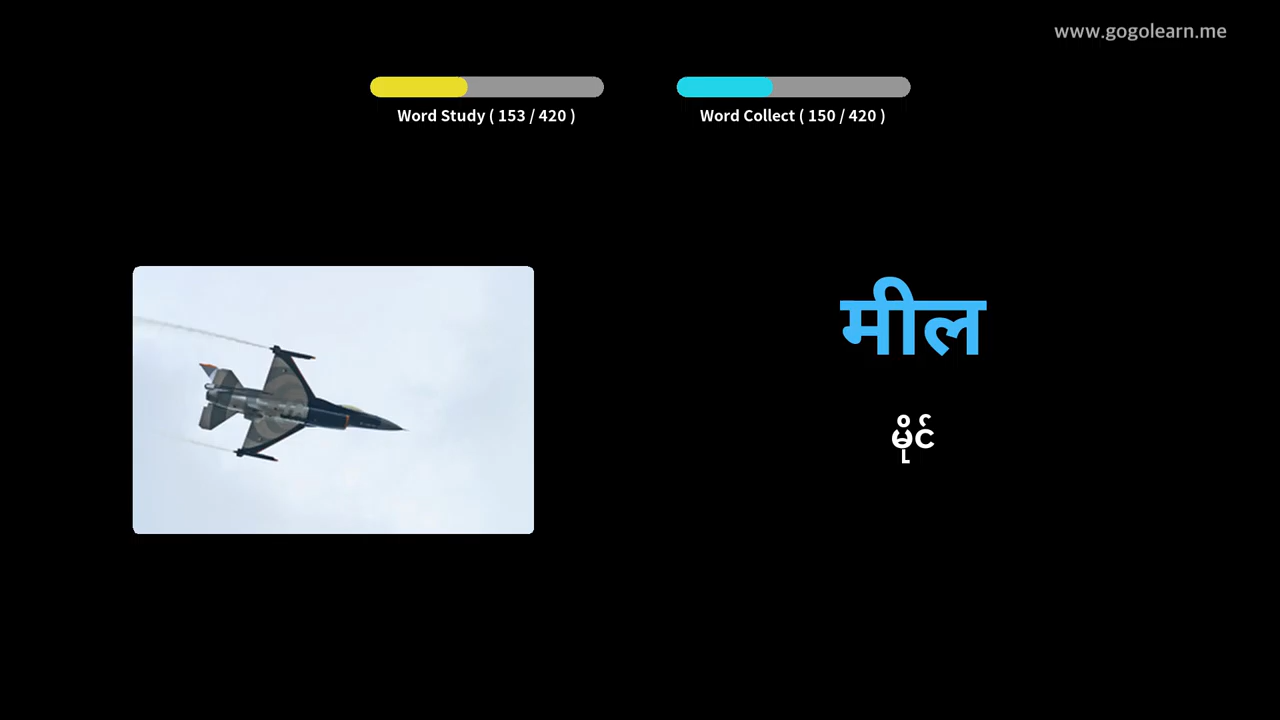 www.gogolearn.me
Word Study ( 153 / 420 )
Word Collect ( 150 / 420 )
मील
မိုင်